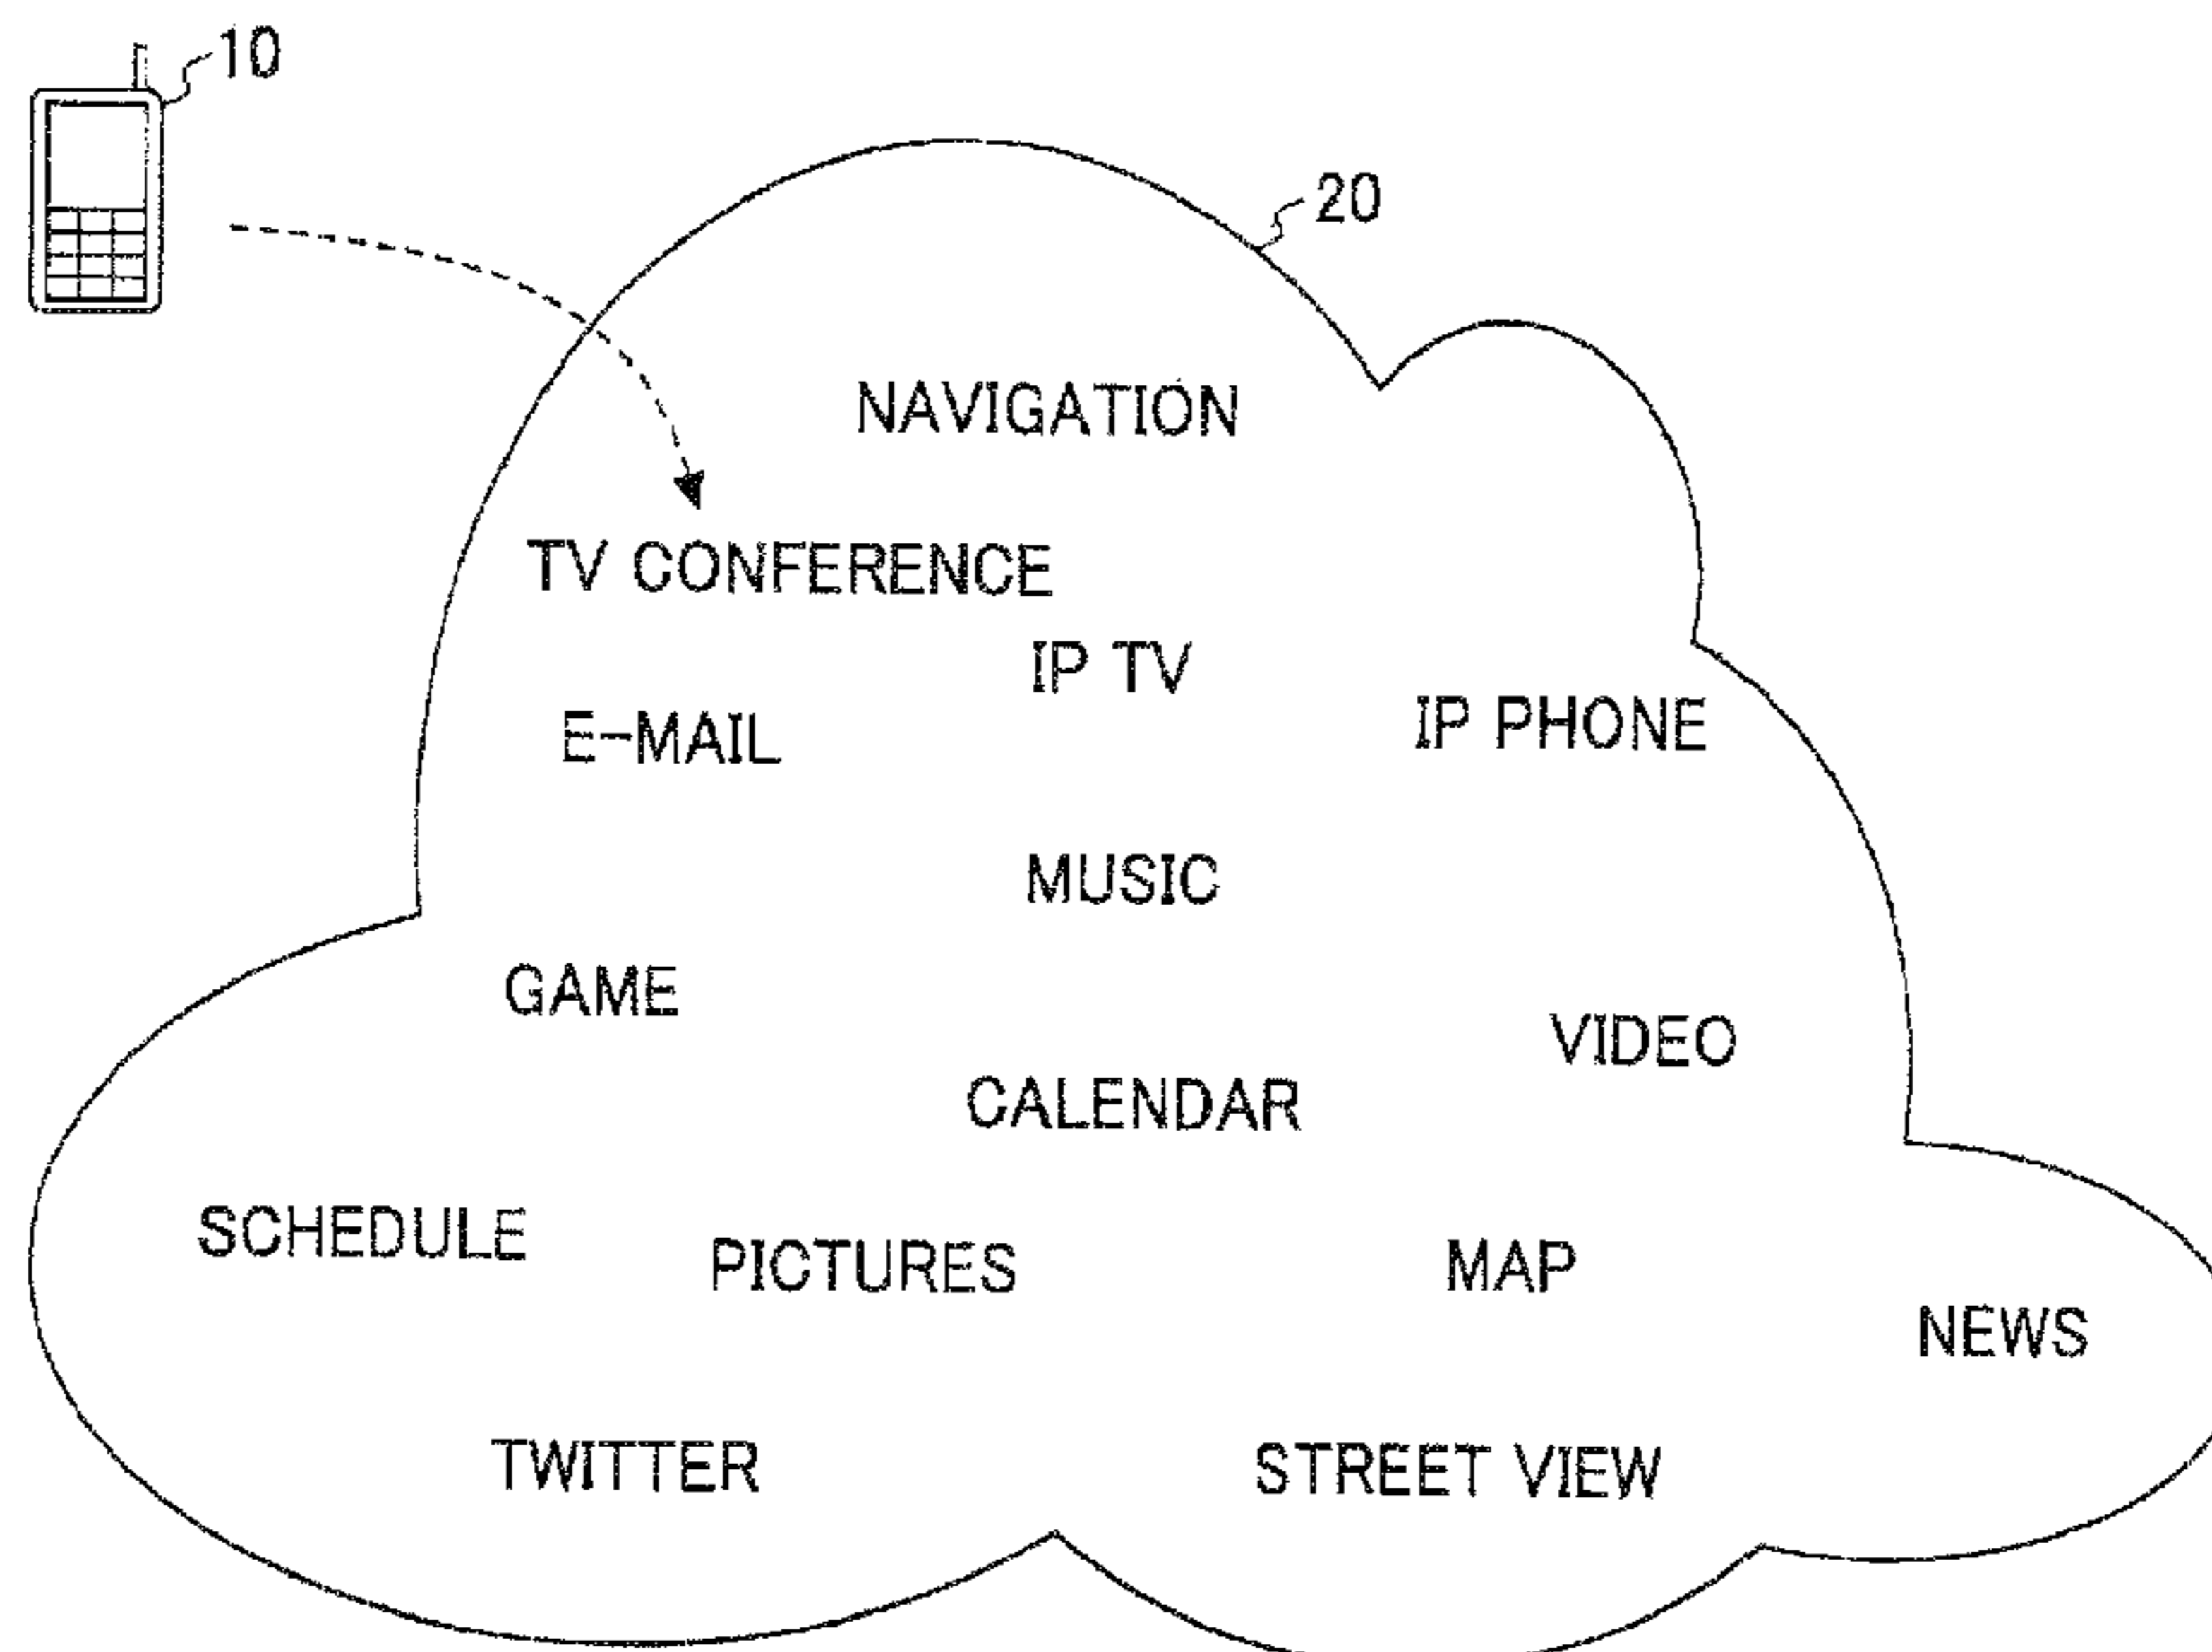 10
20
NAVIGATION
TV CONFERENCE
IP TV
IP PHONE
E-MAIL
MUSIC
GAME
VIDEO
CALENDAR
SCHEDULE
PICTURES
MAP
NEWS
TWITTER
STREET VIEW